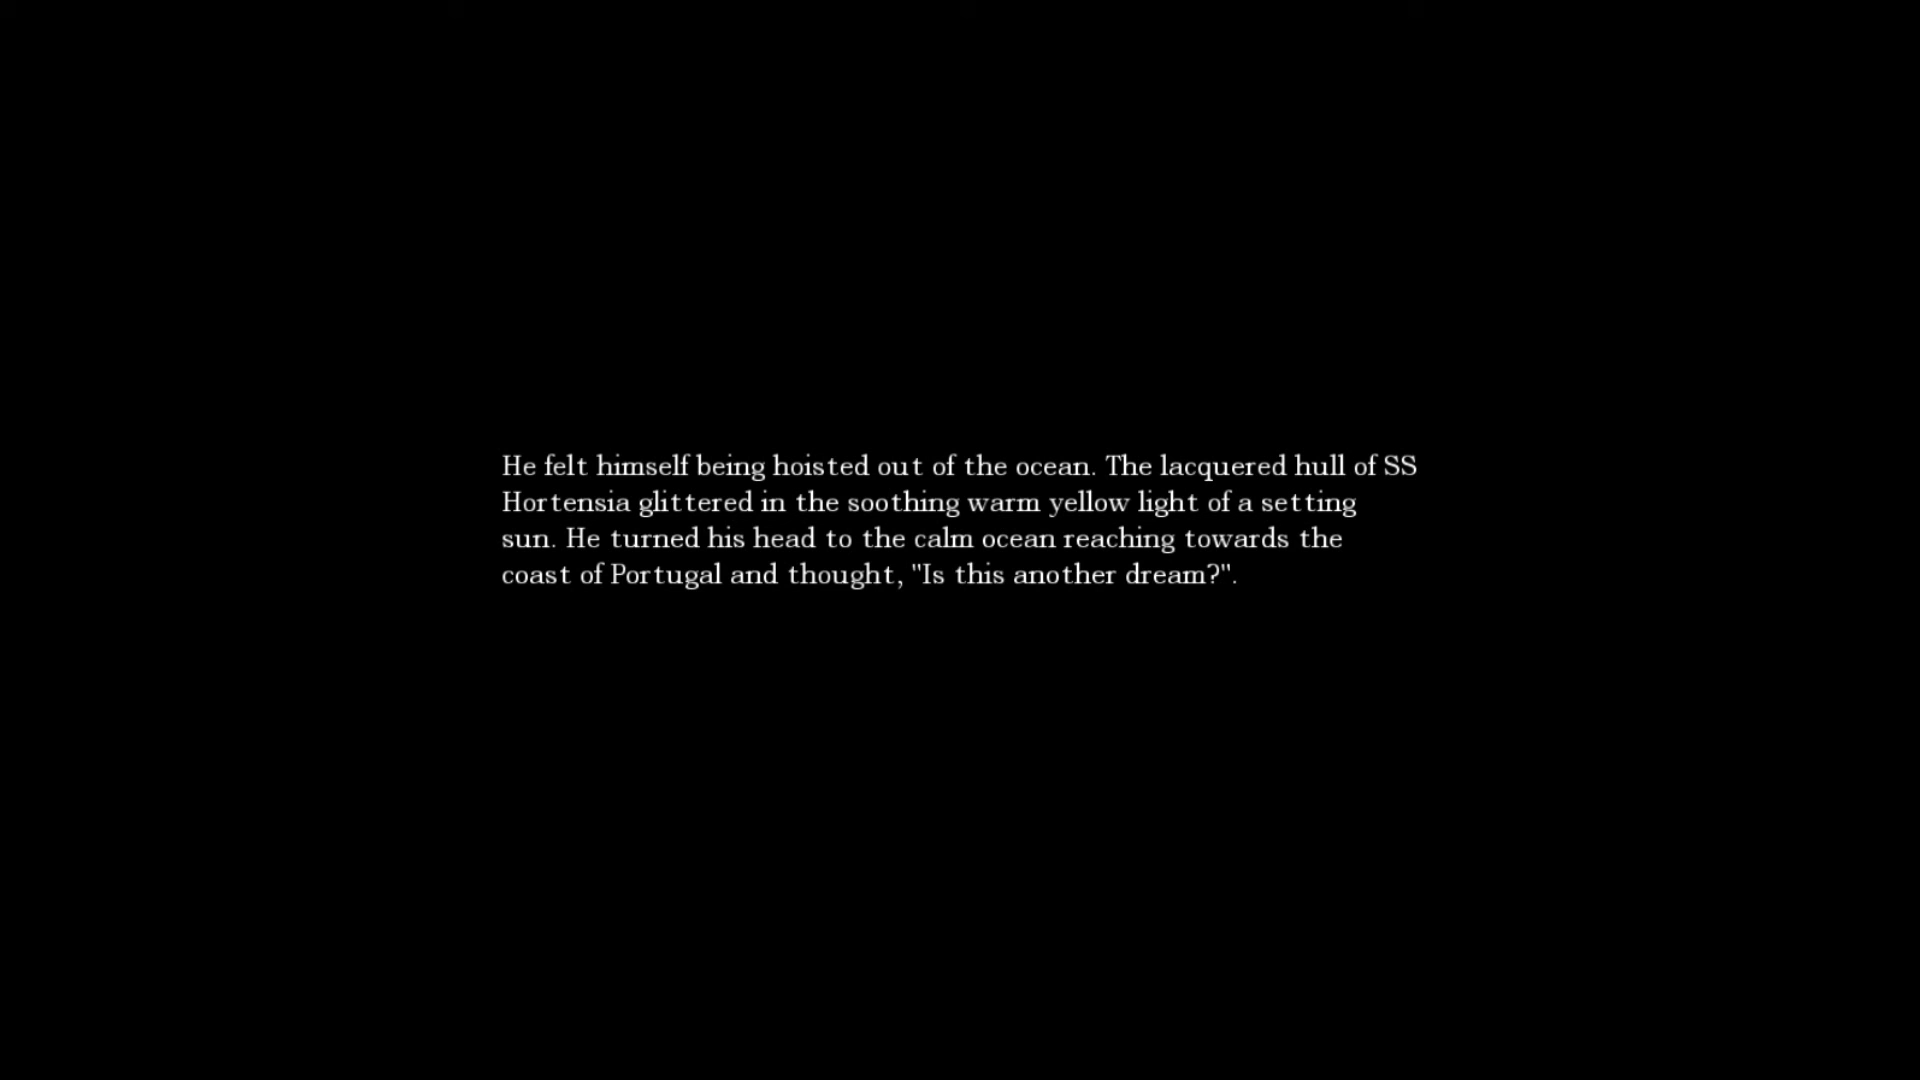 He felt himself being hoisted out of the ocean. The lacquered hull of SS
Hortensia glittered in the soothing warm yellow light of a setting
sun. He turned his head to the calm ocean reaching towards the
coast of Portugal and thought, "Is this another dream?".